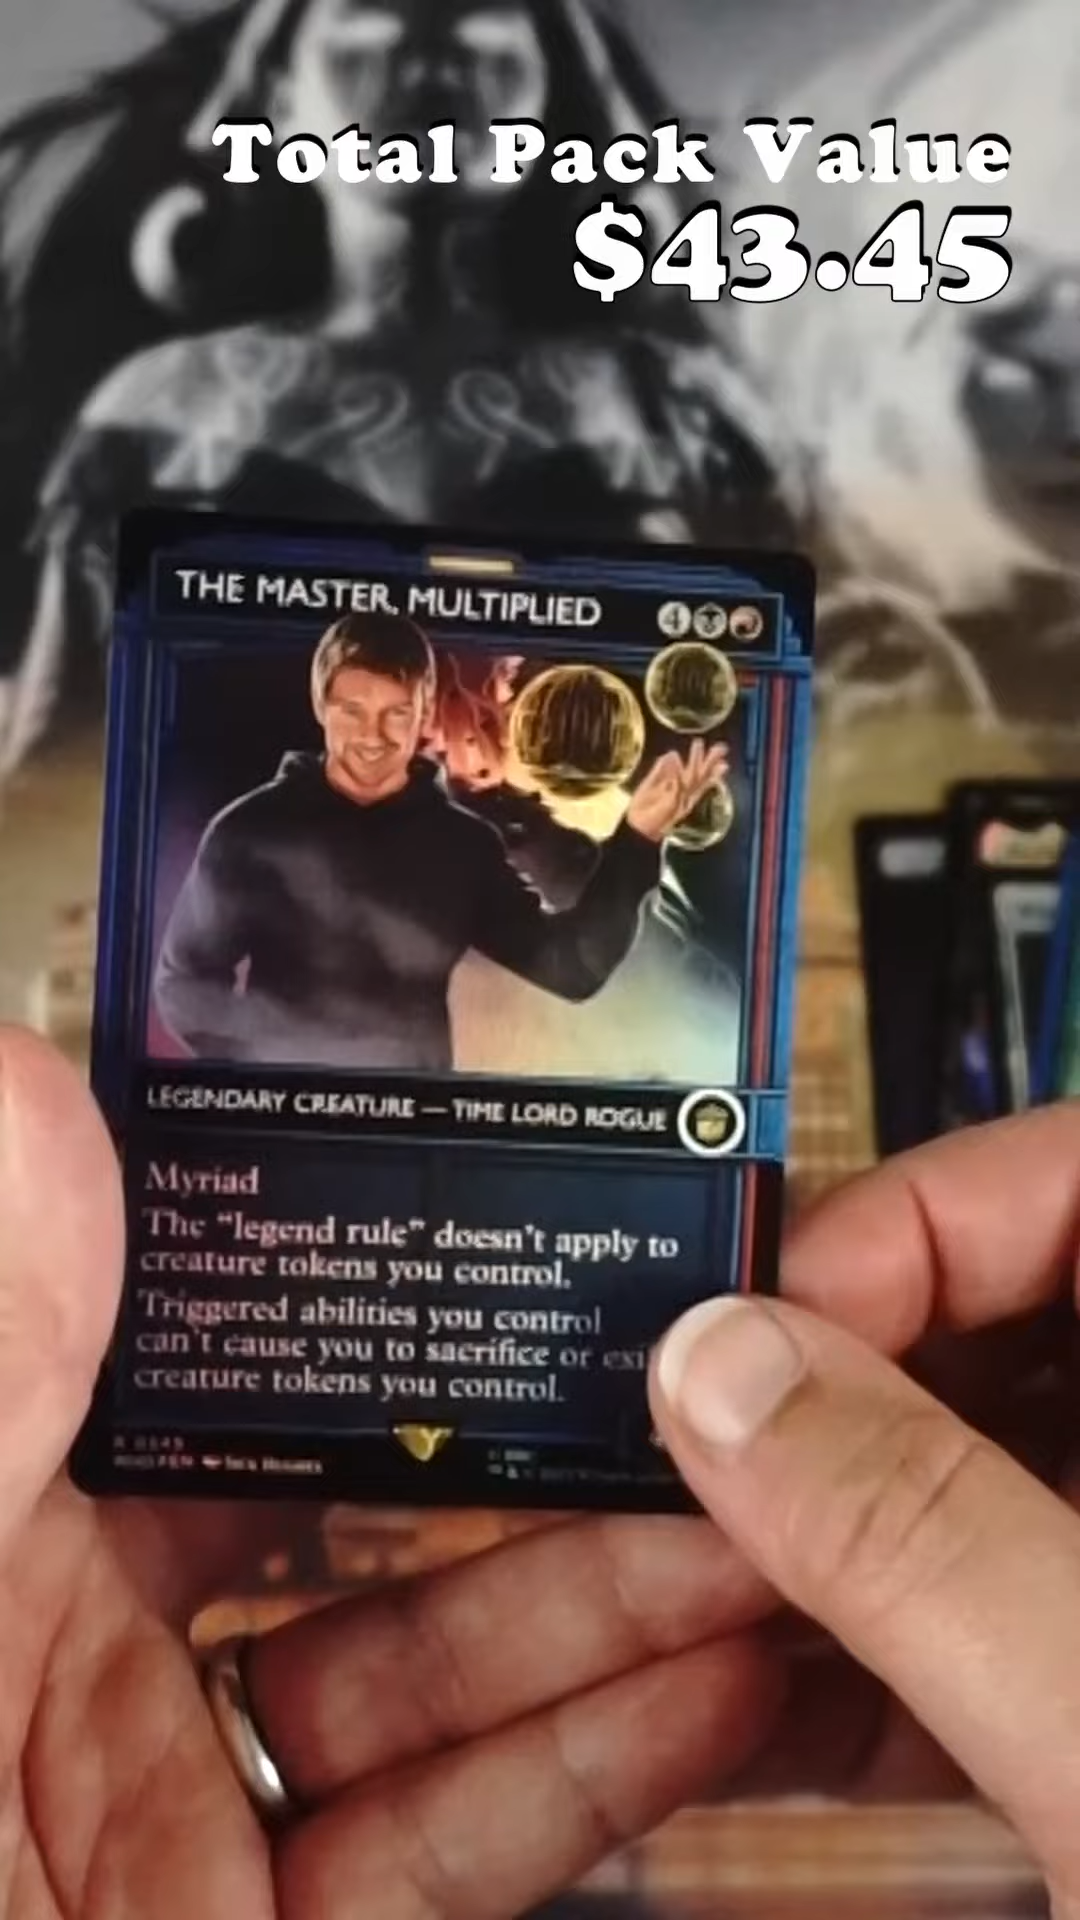 Total Pack Value
$43.45
THE MASTER, MULTIPLIED
4
LEGENDARY CREATURE — TIME LORD ROGUE
Myriad
The “legend rule” doesn’t apply to
creature tokens you control.
Triggered abilities you control
can’t cause you to sacrifice or exi
creature tokens you control.